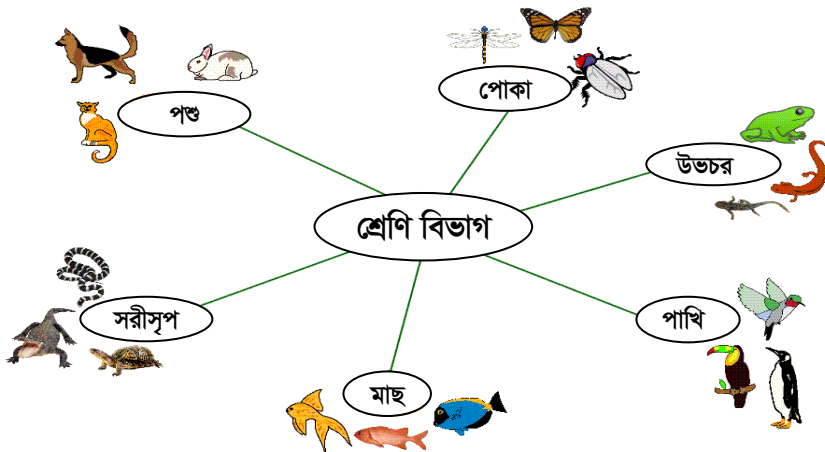 পোকা
পশু
উভচর
শ্রেণি বিভাগ
সরীসৃপ
পাখি
মাছ